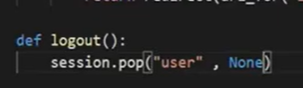 def logout():
session.pop("user" , None)